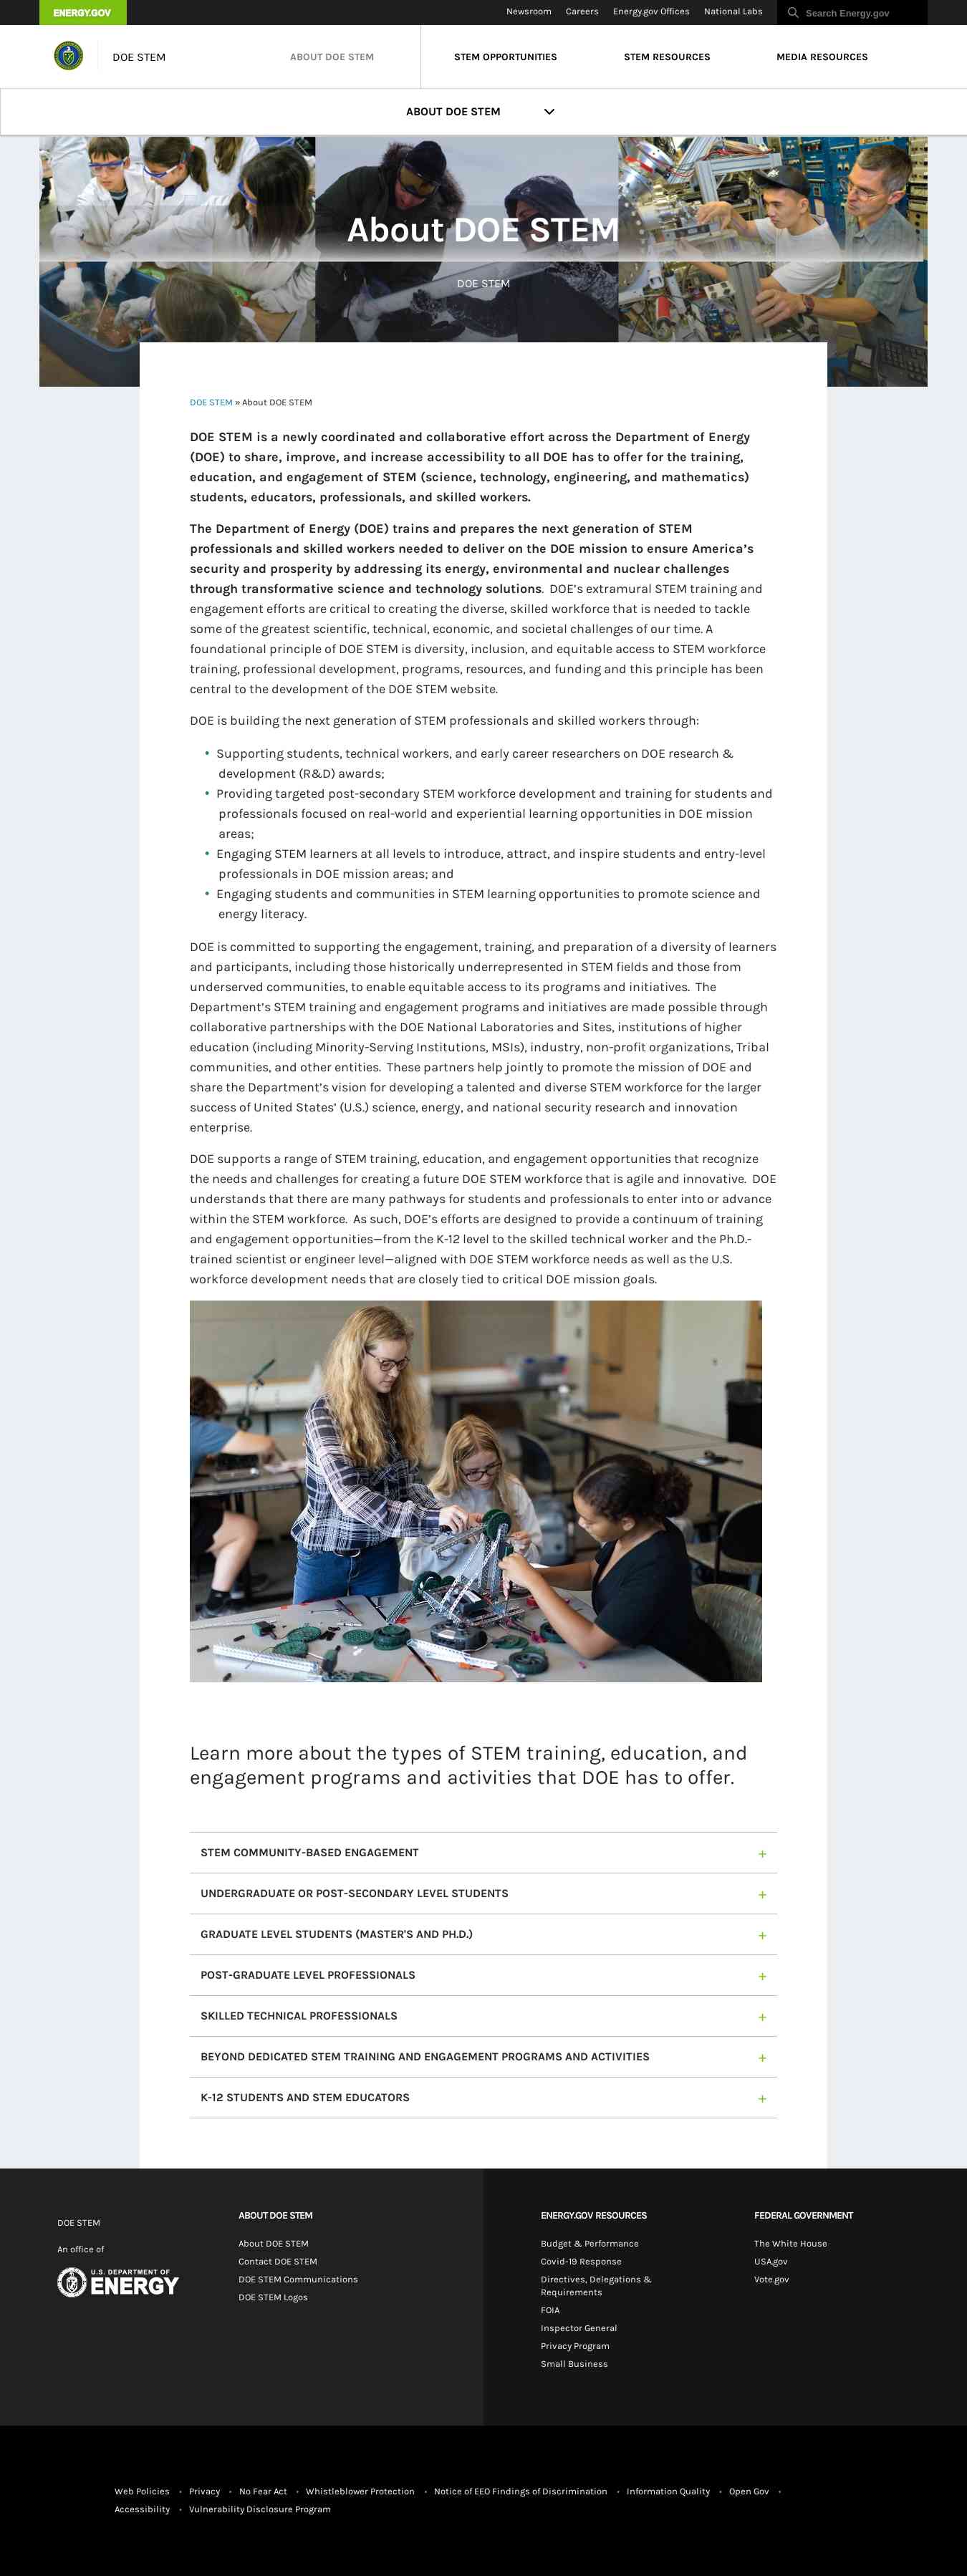 ENERGY.GOV
Newsroom Careers Energy.gov Offices National Labs Search Energy.gov
DOE STEM ABOUT DOE STEM STEM OPPORTUNITIES STEM RESOURCES MEDIA RESOURCES
ABOUT DOE STEM
About DOE STEM
DOE STEM
DOE STEM » About DOE STEM
DOE STEM is a newly coordinated and collaborative effort across the Department of Energy
(DOE) to share, improve, and increase accessibility to all DOE has to offer for the training,
education, and engagement of STEM (science, technology, engineering, and mathematics)
students, educators, professionals, and skilled workers.
The Department of Energy (DOE) trains and prepares the next generation of STEM
professionals and skilled workers needed to deliver on the DOE mission to ensure America’s
security and prosperity by addressing its energy, environmental and nuclear challenges
through transformative science and technology solutions. DOE’s extramural STEM training and
engagement efforts are critical to creating the diverse, skilled workforce that is needed to tackle
some of the greatest scientific, technical, economic, and societal challenges of our time. A
foundational principle of DOE STEM is diversity, inclusion, and equitable access to STEM workforce
training, professional development, programs, resources, and funding and this principle has been
central to the development of the DOE STEM website.
DOE is building the next generation of STEM professionals and skilled workers through:
• Supporting students, technical workers, and early career researchers on DOE research &
development (R&D) awards;
• Providing targeted post-secondary STEM workforce development and training for students and
professionals focused on real-world and experiential learning opportunities in DOE mission
areas;
• Engaging STEM learners at all levels to introduce, attract, and inspire students and entry-level
professionals in DOE mission areas; and
• Engaging students and communities in STEM learning opportunities to promote science and
energy literacy.
DOE is committed to supporting the engagement, training, and preparation of a diversity of learners
and participants, including those historically underrepresented in STEM fields and those from
underserved communities, to enable equitable access to its programs and initiatives. The
Department’s STEM training and engagement programs and initiatives are made possible through
collaborative partnerships with the DOE National Laboratories and Sites, institutions of higher
education (including Minority-Serving Institutions, MSIs), industry, non-profit organizations, Tribal
communities, and other entities. These partners help jointly to promote the mission of DOE and
share the Department’s vision for developing a talented and diverse STEM workforce for the larger
success of United States’ (U.S.) science, energy, and national security research and innovation
enterprise.
DOE supports a range of STEM training, education, and engagement opportunities that recognize
the needs and challenges for creating a future DOE STEM workforce that is agile and innovative. DOE
understands that there are many pathways for students and professionals to enter into or advance
within the STEM workforce. As such, DOE’s efforts are designed to provide a continuum of training
and engagement opportunities—from the K-12 level to the skilled technical worker and the Ph.D.-
trained scientist or engineer level—aligned with DOE STEM workforce needs as well as the U.S.
workforce development needs that are closely tied to critical DOE mission goals.
Learn more about the types of STEM training, education, and
engagement programs and activities that DOE has to offer.
STEM COMMUNITY-BASED ENGAGEMENT +
UNDERGRADUATE OR POST-SECONDARY LEVEL STUDENTS +
GRADUATE LEVEL STUDENTS (MASTER'S AND PH.D.) +
POST-GRADUATE LEVEL PROFESSIONALS +
SKILLED TECHNICAL PROFESSIONALS +
BEYOND DEDICATED STEM TRAINING AND ENGAGEMENT PROGRAMS AND ACTIVITIES +
K-12 STUDENTS AND STEM EDUCATORS +
DOE STEM
An office of
U.S. DEPARTMENT OF
ENERGY
ABOUT DOE STEM
About DOE STEM
Contact DOE STEM
DOE STEM Communications
DOE STEM Logos
ENERGY.GOV RESOURCES
Budget & Performance
Covid-19 Response
Directives, Delegations &
Requirements
FOIA
Inspector General
Privacy Program
Small Business
FEDERAL GOVERNMENT
The White House
USA.gov
Vote.gov
Web Policies • Privacy • No Fear Act • Whistleblower Protection • Notice of EEO Findings of Discrimination • Information Quality • Open Gov •
Accessibility • Vulnerability Disclosure Program